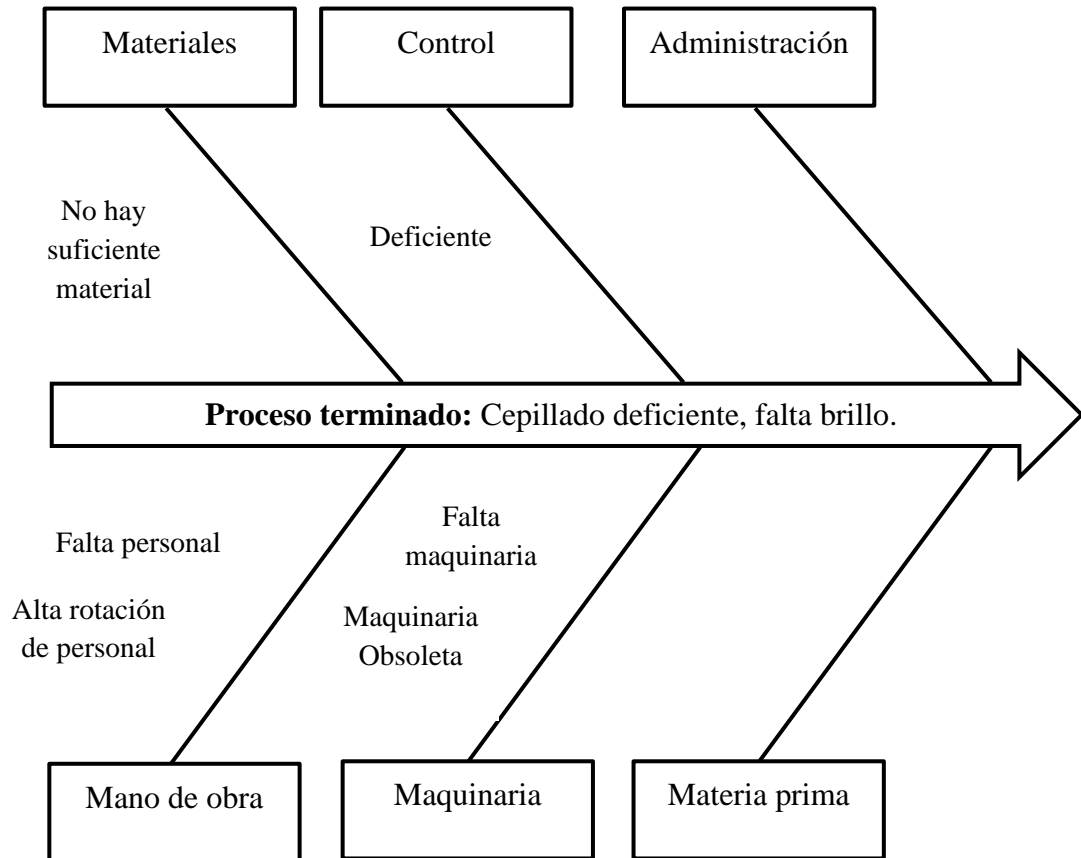 Materiales
Control
Administración
No hay
suficiente
material
Deficiente
Proceso terminado: Cepillado deficiente, falta brillo.
Falta personal
Alta rotación
de personal
Falta
maquinaria
Maquinaria
Obsoleta
Mano de obra
Maquinaria
Materia prima